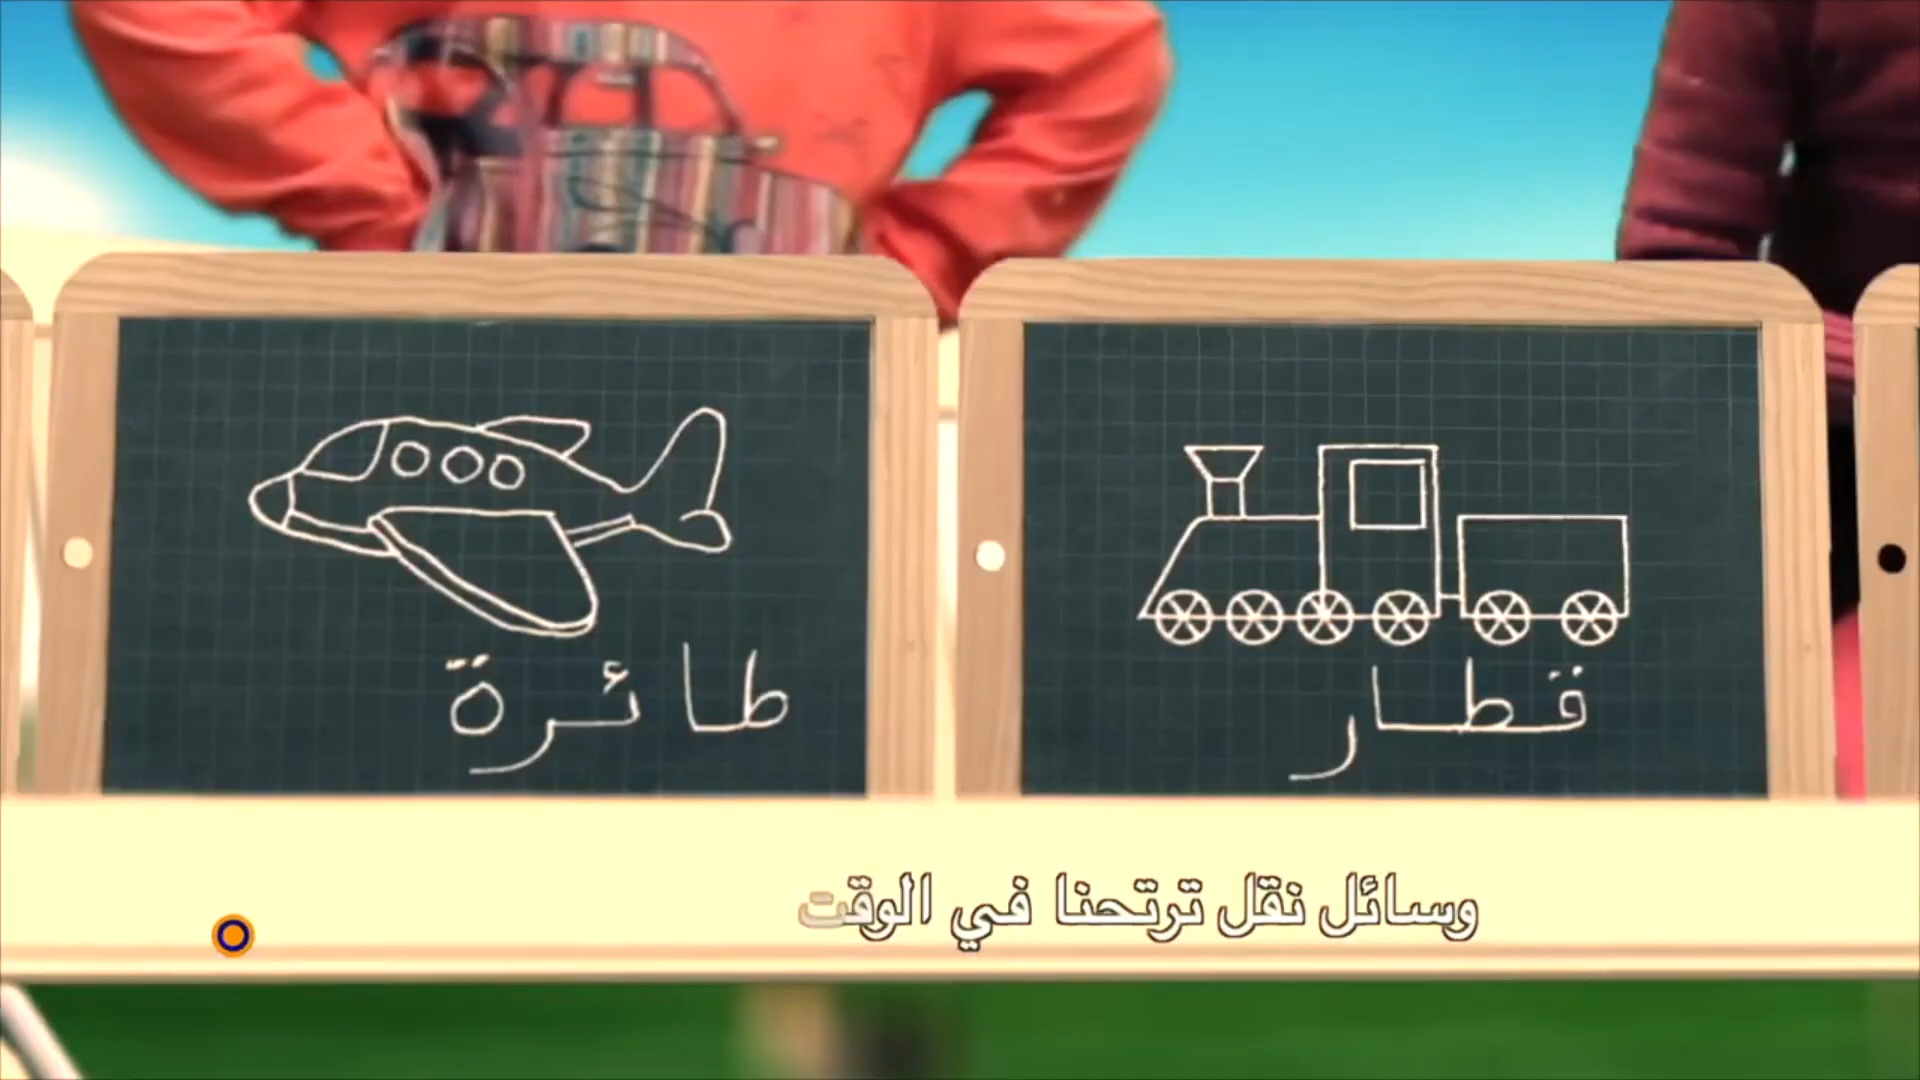 قطار
طائرة
وسائل نقل ترتحنا في الوقت